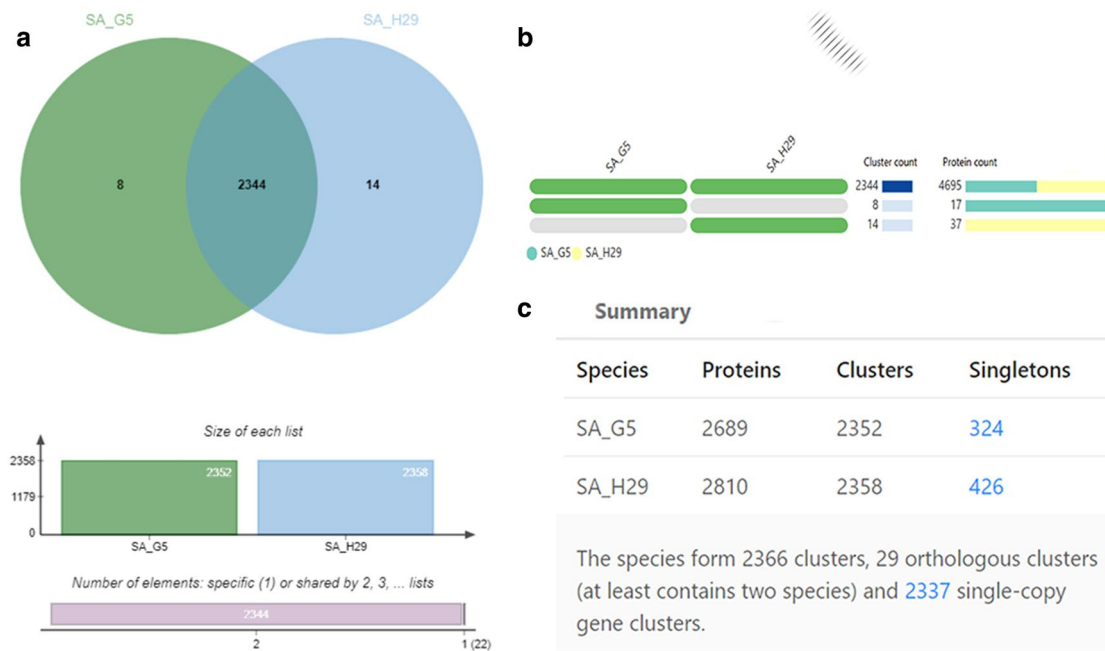 a
SA_G5
SA_H29
8
2344
14
Size of each list
2358
1179
0
2352
2358
SA_G5
SA_H29
Number of elements: specific (1) or shared by 2, 3, ... lists
2344
2
1 (22)
b
SA_G5
SA_H29
Cluster count
Protein count
2344
4695
8
17
14
37
SA_G5 SA_H29
c
Summary
Species Proteins Clusters Singletons
SA_G5 2689 2352 324
SA_H29 2810 2358 426
The species form 2366 clusters, 29 orthologous clusters
(at least contains two species) and 2337 single-copy
gene clusters.